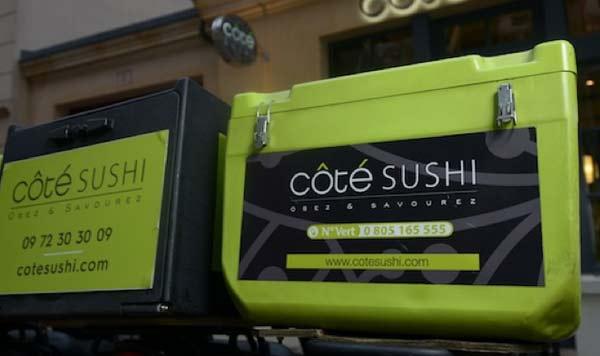 côté
côté SUSHI
OSEZ & SAVOUREZ
09 72 30 30 09
cotesushi.com
côté SUSHI
OSEZ & SAVOUREZ
N° Vert 0 805 165 555
www.cotesushi.com